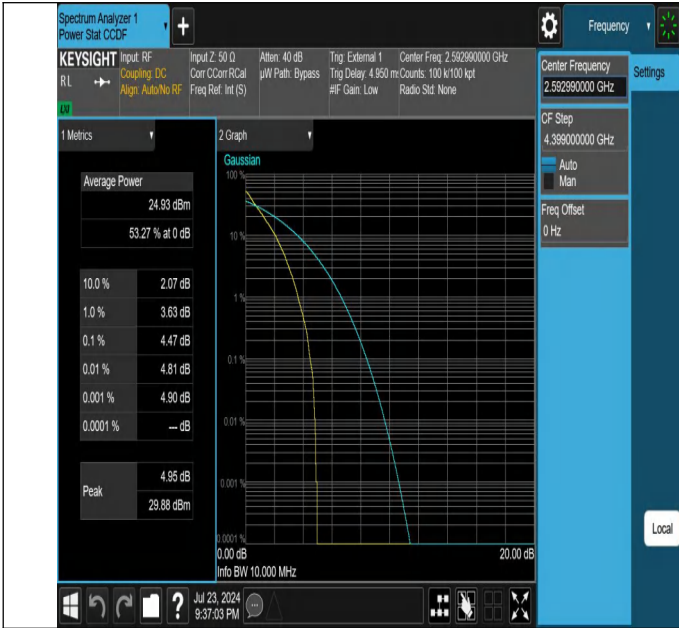 Spectrum Analyzer 1
Power Stat CCDF
+
Frequency
KEYSIGHT
RL
LXI
Input: RF
Coupling: DC
Align: Auto/No RF
Input Z: 50 Ω
Corr CCorr RCal
Freq Ref: Int (S)
Atten: 40 dB
µW Path: Bypass
Trig: External 1
Trig Delay: 4.950 m
#IF Gain: Low
Center Freq: 2.592990000 GHz
Counts: 100 k/100 kpt
Radio Std: None
Center Frequency
2.592990000 GHz
Settings
CF Step
4.399000000 GHz
Auto
Man
Freq Offset
0 Hz
1 Metrics
Average Power
24.93 dBm
53.27 % at 0 dB
10.0 % 2.07 dB
1.0 % 3.63 dB
0.1 % 4.47 dB
0.01 % 4.81 dB
0.001 % 4.90 dB
0.0001 % --- dB
Peak
4.95 dB
29.88 dBm
2 Graph
Gaussian
100 %
10 %
1 %
0.1 %
0.01 %
0.001 %
0.0001 %
0.00 dB 20.00 dB
Info BW 10.000 MHz
Local
?
Jul 23, 2024
9:37:03 PM